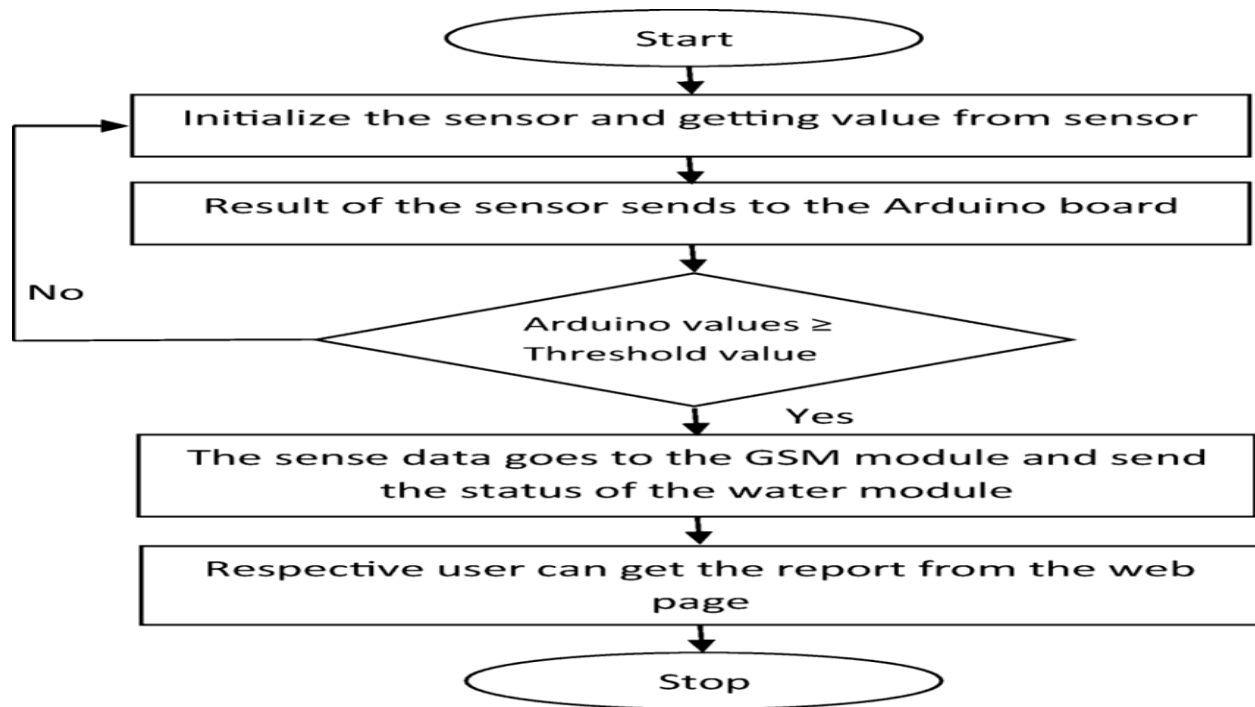 Start
Initialize the sensor and getting value from sensor
Result of the sensor sends to the Arduino board
No
Arduino values ≥
Threshold value
Yes
The sense data goes to the GSM module and send
the status of the water module
Respective user can get the report from the web
page
Stop